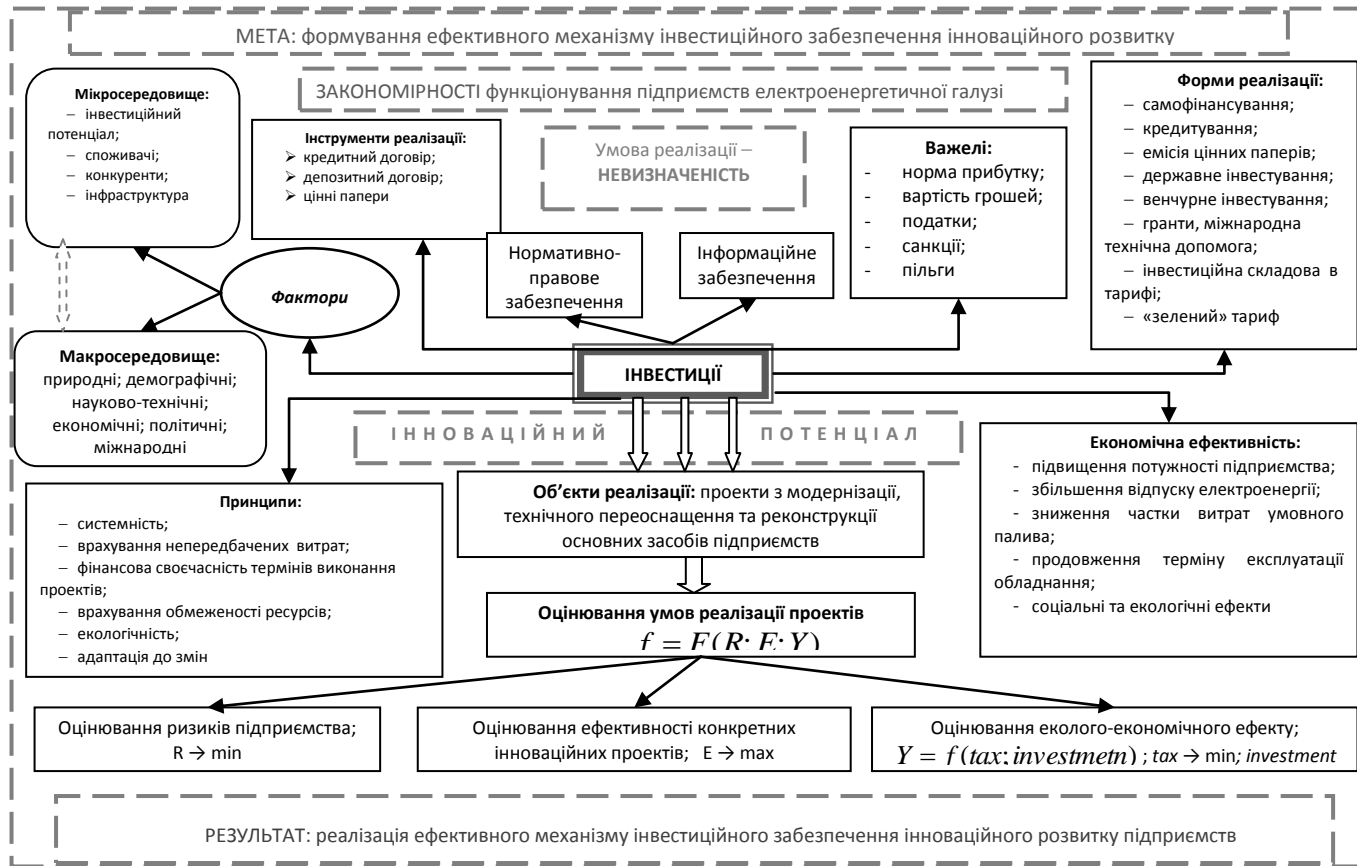 МЕТА: формування ефективного механізму інвестиційного забезпечення інноваційного розвитку
ЗАКОНОМІРНОСТІ функціонування підприємств електроенергетичної галузі
Мікросередовище:
– інвестиційний
потенціал;
– споживачі;
– конкуренти;
– інфраструктура
Інструменти реалізації:
➢ кредитний договір;
➢ депозитний договір;
➢ цінні папери
Умова реалізації –
НЕВИЗНАЧЕНІСТЬ
Важелі:
- норма прибутку;
- вартість грошей;
- податки;
- санкції;
- пільги
Форми реалізації:
– самофінансування;
– кредитування;
– емісія цінних паперів;
– державне інвестування;
– венчурне інвестування;
– гранти, міжнародна
технічна допомога;
– інвестиційна складова в
тарифі;
– «зелений» тариф
Нормативно-
правове
забезпечення
Інформаційне
забезпечення
Фактори
Макросередовище:
природні; демографічні;
науково-технічні;
економічні; політичні;
міжнародні
ІНВЕСТИЦІЇ
ІННОВАЦІЙНИЙ ПОТЕНЦІАЛ
Принципи:
– системність;
– врахування непередбачених витрат;
– фінансова своєчасність термінів виконання
проектів;
– врахування обмеженості ресурсів;
– екологічність;
– адаптація до змін
Об’єкти реалізації: проекти з модернізації,
технічного переоснащення та реконструкції
основних засобів підприємств
Економічна ефективність:
- підвищення потужності підприємства;
- збільшення відпуску електроенергії;
- зниження частки витрат умовного
палива;
- продовження терміну експлуатації
обладнання;
- соціальні та екологічні ефекти
Оцінювання умов реалізації проектів
f = F(R; E; Y)
Оцінювання ризиків підприємства;
R → min
Оцінювання ефективності конкретних
інноваційних проектів; E → max
Оцінювання еколого-економічного ефекту;
Y = f(tax; investmetn) ; tax → min; investment
РЕЗУЛЬТАТ: реалізація ефективного механізму інвестиційного забезпечення інноваційного розвитку підприємств